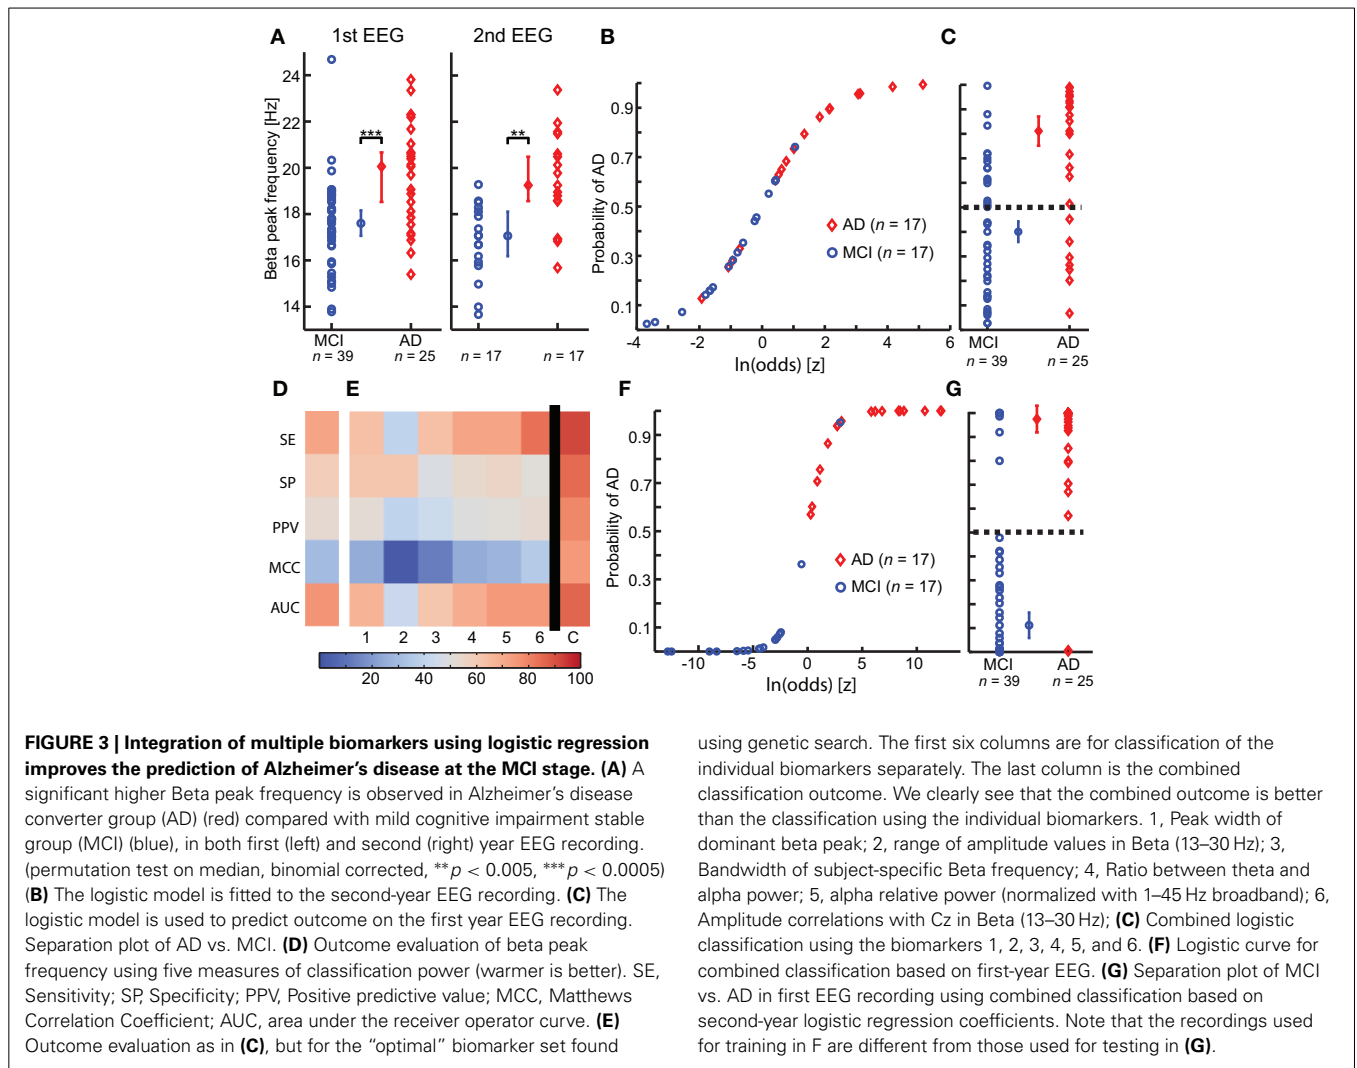 A 1st EEG 2nd EEG B C
24
22
20
18
16
14
Beta peak frequency [Hz]
*** **
MCI AD
n = 39 n = 25 n = 17 n = 17
0.9
0.7
0.5
0.3
0.1
Probability of AD
AD (n = 17)
MCI (n = 17)
-4 -2 0 2 4 6
ln(odds) [z]
MCI AD
n = 39 n = 25
D E F G
SE
SP
PPV
MCC
AUC
1 2 3 4 5 6 C
20 40 60 80 100
0.9
0.7
0.5
0.3
0.1
Probability of AD
AD (n = 17)
MCI (n = 17)
-10 -5 0 5 10
ln(odds) [z]
MCI AD
n = 39 n = 25
FIGURE 3 | Integration of multiple biomarkers using logistic regression
improves the prediction of Alzheimer's disease at the MCI stage. (A) A
significant higher Beta peak frequency is observed in Alzheimer's disease
converter group (AD) (red) compared with mild cognitive impairment stable
group (MCI) (blue), in both first (left) and second (right) year EEG recording.
(permutation test on median, binomial corrected, **p < 0.005, ***p < 0.0005)
(B) The logistic model is fitted to the second-year EEG recording. (C) The
logistic model is used to predict outcome on the first year EEG recording.
Separation plot of AD vs. MCI. (D) Outcome evaluation of beta peak
frequency using five measures of classification power (warmer is better). SE,
Sensitivity; SP, Specificity; PPV, Positive predictive value; MCC, Matthews
Correlation Coefficient; AUC, area under the receiver operator curve. (E)
Outcome evaluation as in (C), but for the "optimal" biomarker set found
using genetic search. The first six columns are for classification of the
individual biomarkers separately. The last column is the combined
classification outcome. We clearly see that the combined outcome is better
than the classification using the individual biomarkers. 1, Peak width of
dominant beta peak; 2, range of amplitude values in Beta (13–30 Hz); 3,
Bandwidth of subject-specific Beta frequency; 4, Ratio between theta and
alpha power; 5, alpha relative power (normalized with 1–45 Hz broadband); 6,
Amplitude correlations with Cz in Beta (13–30 Hz); (C) Combined logistic
classification using the biomarkers 1, 2, 3, 4, 5, and 6. (F) Logistic curve for
combined classification based on first-year EEG. (G) Separation plot of MCI
vs. AD in first EEG recording using combined classification based on
second-year logistic regression coefficients. Note that the recordings used
for training in F are different from those used for testing in (G).